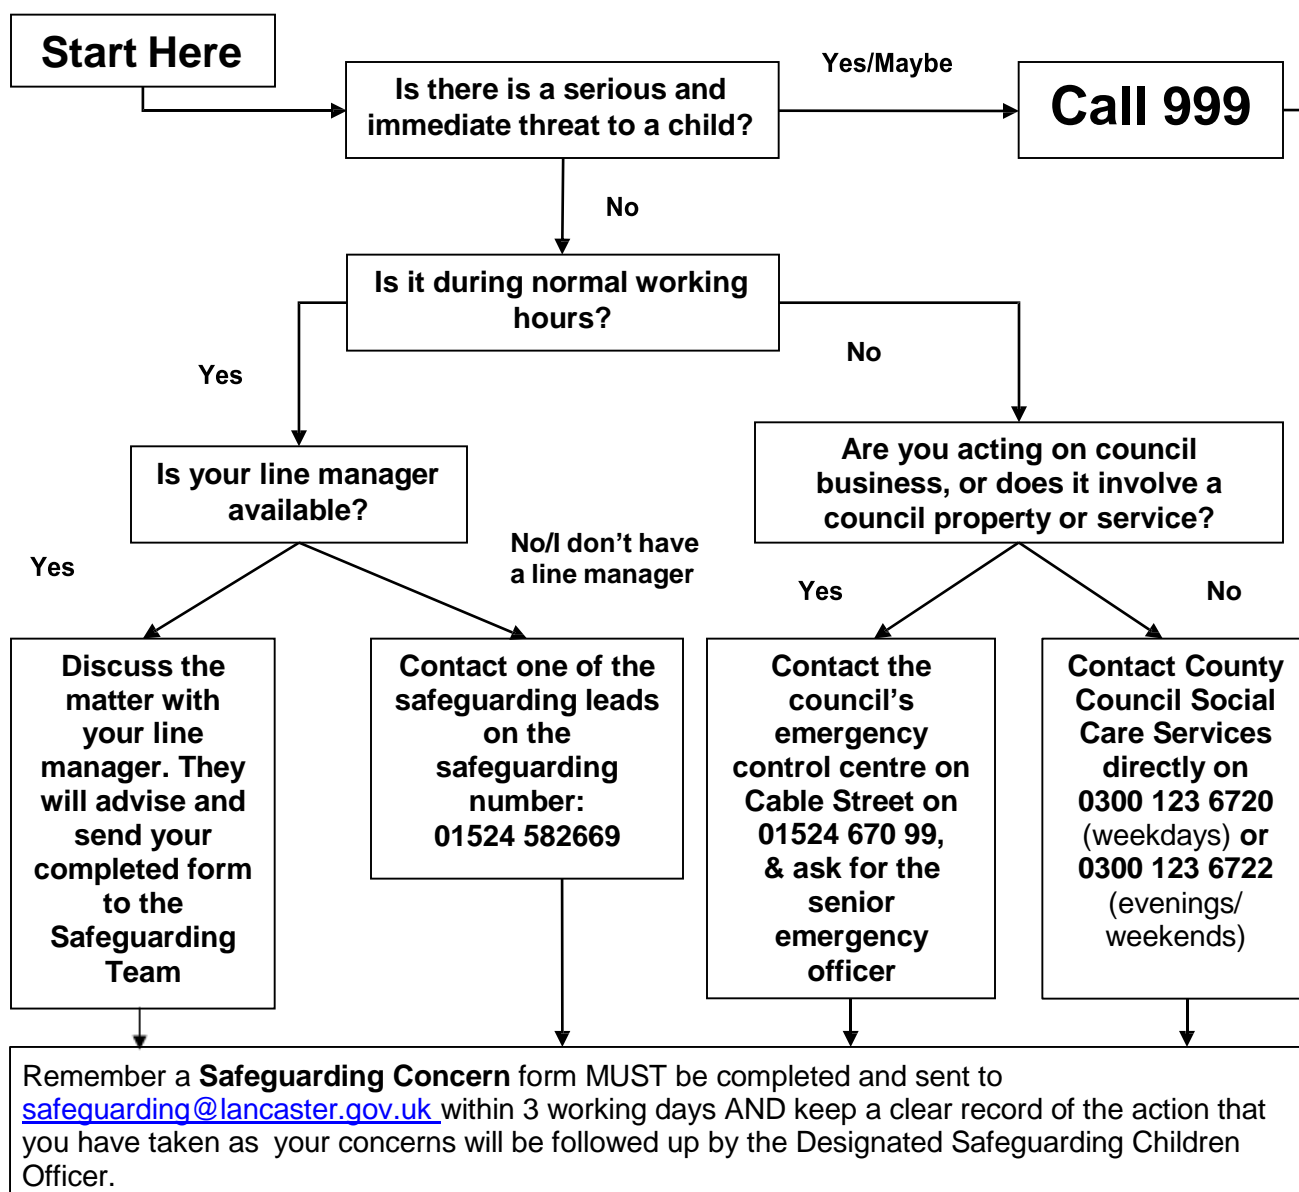 Start Here
Is there is a serious and
immediate threat to a child?
Yes/Maybe
Call 999
No
Is it during normal working
hours?
Yes
No
Is your line manager
available?
Are you acting on council
business, or does it involve a
council property or service?
Yes
No/I don’t have
a line manager
Yes
No
Discuss the
matter with
your line
manager. They
will advise and
send your
completed form
to the
Safeguarding
Team
Contact one of the
safeguarding leads
on the
safeguarding
number:
01524 582669
Contact the
council’s
emergency
control centre on
Cable Street on
01524 670 99,
& ask for the
senior
emergency
officer
Contact County
Council Social
Care Services
directly on
0300 123 6720
(weekdays) or
0300 123 6722
(evenings/
weekends)
Remember a Safeguarding Concern form MUST be completed and sent to
safeguarding@lancaster.gov.uk within 3 working days AND keep a clear record of the action that
you have taken as your concerns will be followed up by the Designated Safeguarding Children
Officer.